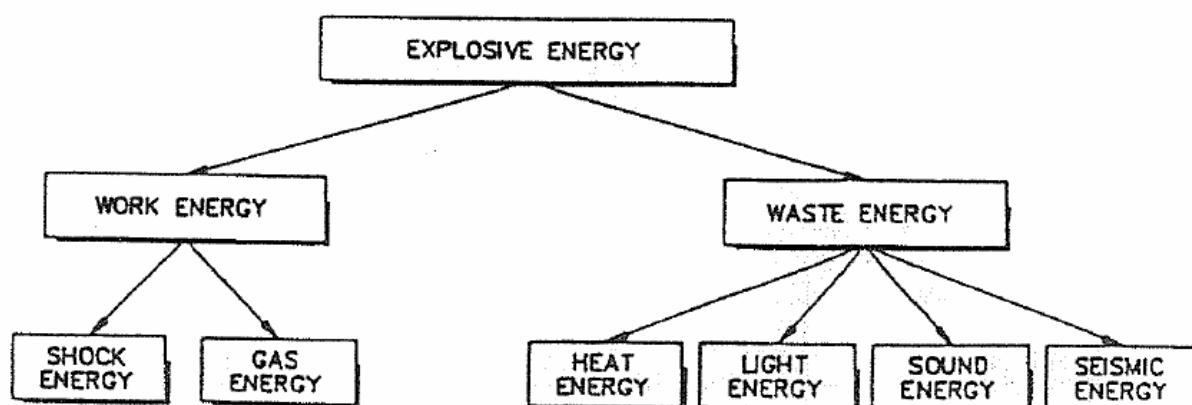 EXPLOSIVE ENERGY
WORK ENERGY
WASTE ENERGY
SHOCK
ENERGY
GAS
ENERGY
HEAT
ENERGY
LIGHT
ENERGY
SOUND
ENERGY
SEISMIC
ENERGY